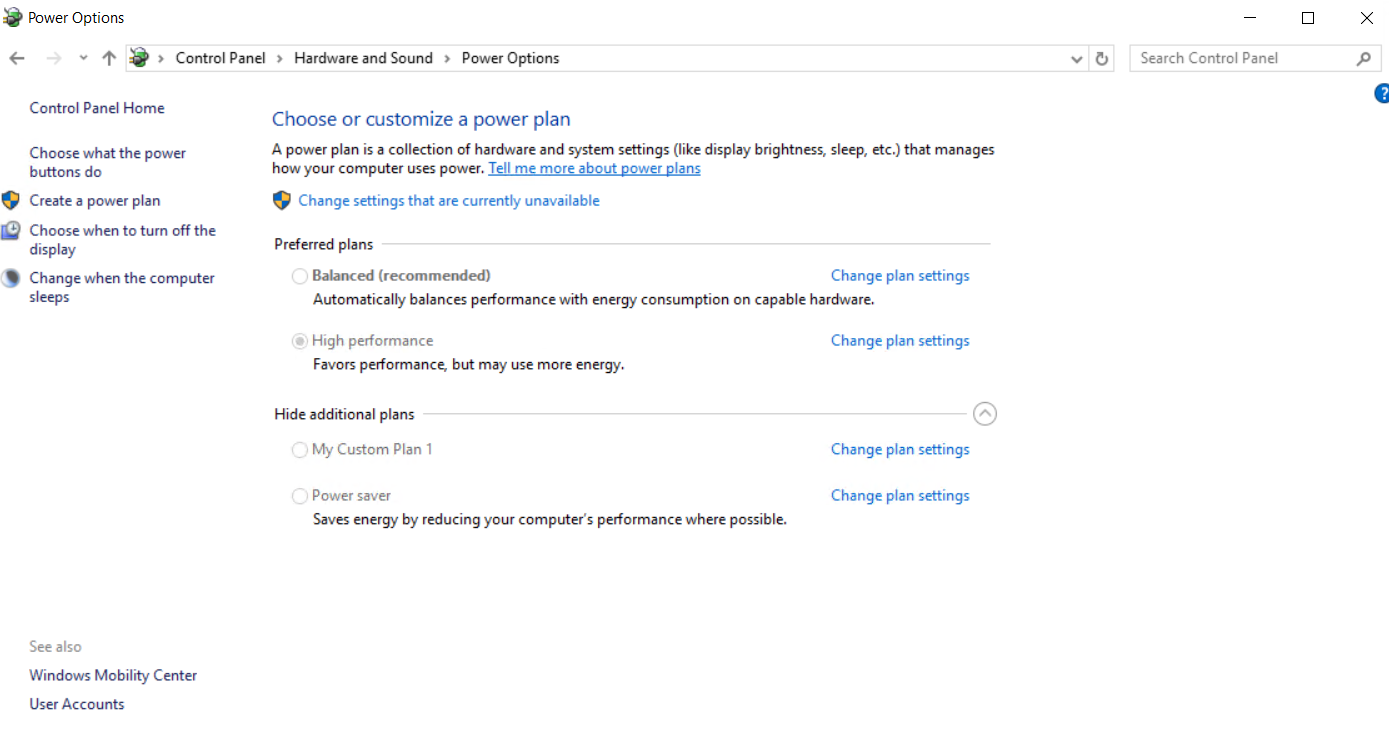 Power Options
Control Panel > Hardware and Sound > Power Options
Search Control Panel
Control Panel Home
Choose what the power
buttons do
Create a power plan
Choose when to turn off the
display
Change when the computer
sleeps
?
Choose or customize a power plan
A power plan is a collection of hardware and system settings (like display brightness, sleep, etc.) that manages
how your computer uses power. Tell me more about power plans
Change settings that are currently unavailable
Preferred plans
Balanced (recommended) Change plan settings
Automatically balances performance with energy consumption on capable hardware.
High performance Change plan settings
Favors performance, but may use more energy.
Hide additional plans
My Custom Plan 1 Change plan settings
Power saver Change plan settings
Saves energy by reducing your computer's performance where possible.
See also
Windows Mobility Center
User Accounts